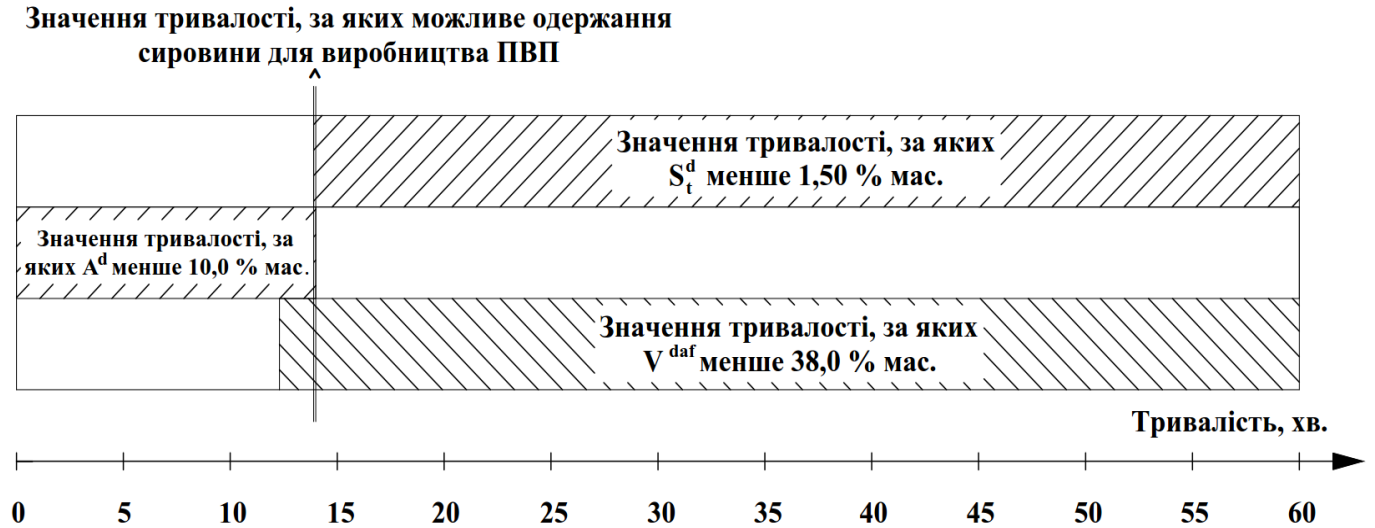 Значення тривалості, за яких можливе одержання
сировини для виробництва ПВП
Значення тривалості, за яких
S t d менше 1,50 % мас.
Значення тривалості, за
яких A d менше 10,0 % мас.
Значення тривалості, за яких
V daf менше 38,0 % мас.
Тривалість, хв.
0 5 10 15 20 25 30 35 40 45 50 55 60